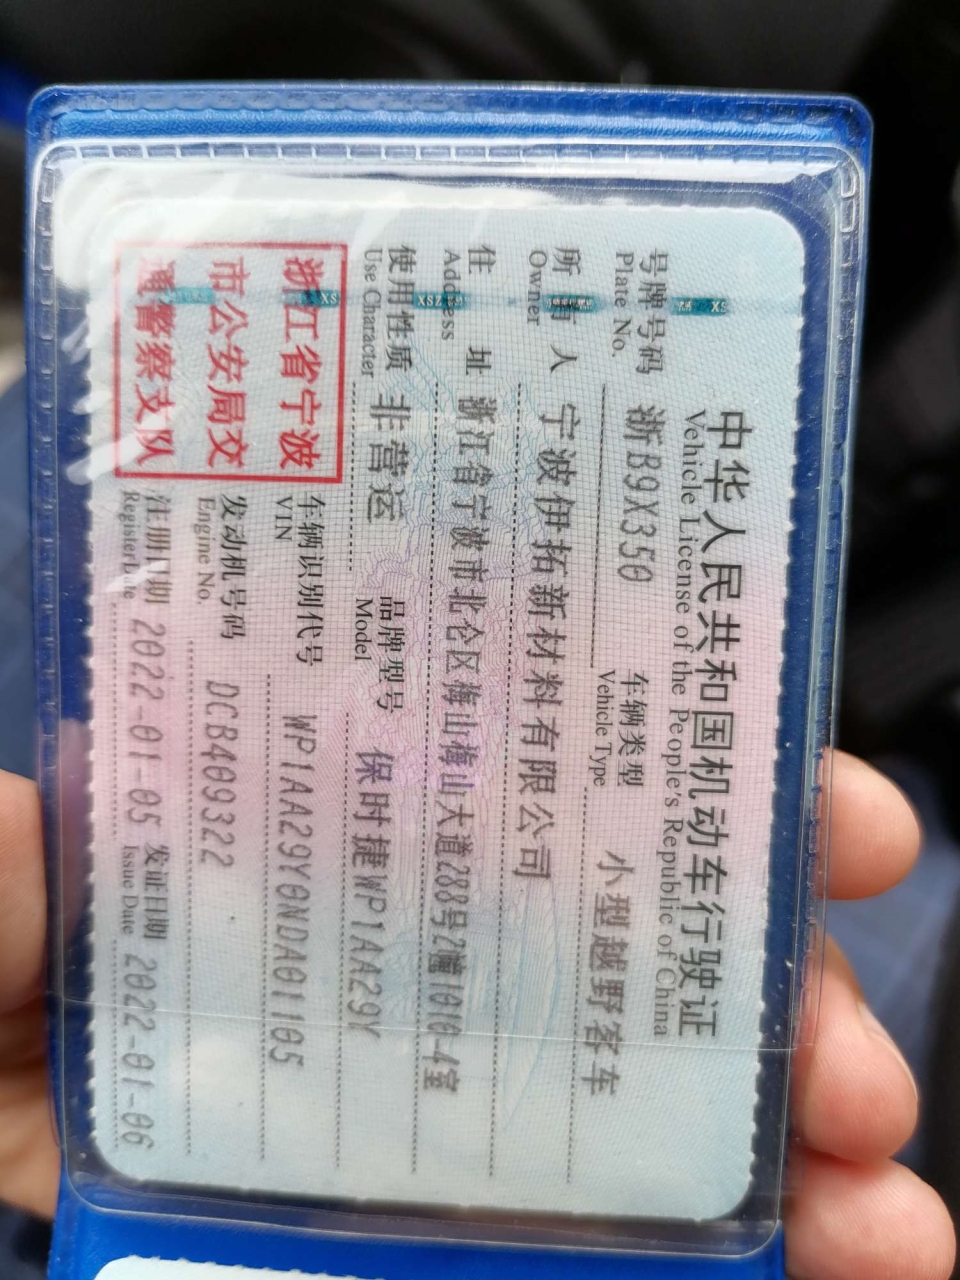 中华人民共和国机动车行驶证
Vehicle License of the People's Republic of China
号牌号码 浙B9X350 车辆类型 小型越野客车
Plate No. Vehicle Type
所有人 宁波伊拓新材料有限公司
Owner
住址 浙江省宁波市北仑区梅山梅山大道288号2幢1010-4室
Address
使用性质 非营运 品牌型号 保时捷WP1AA29Y
Use Character Model
浙江省宁波
市公安局交
通警察支队
车辆识别代号 WP1AA29Y0NDA01105
VIN
发动机号码 DCB409322
Engine No.
注册日期 2022-01-05 发证日期 2022-01-06
Register Date Issue Date